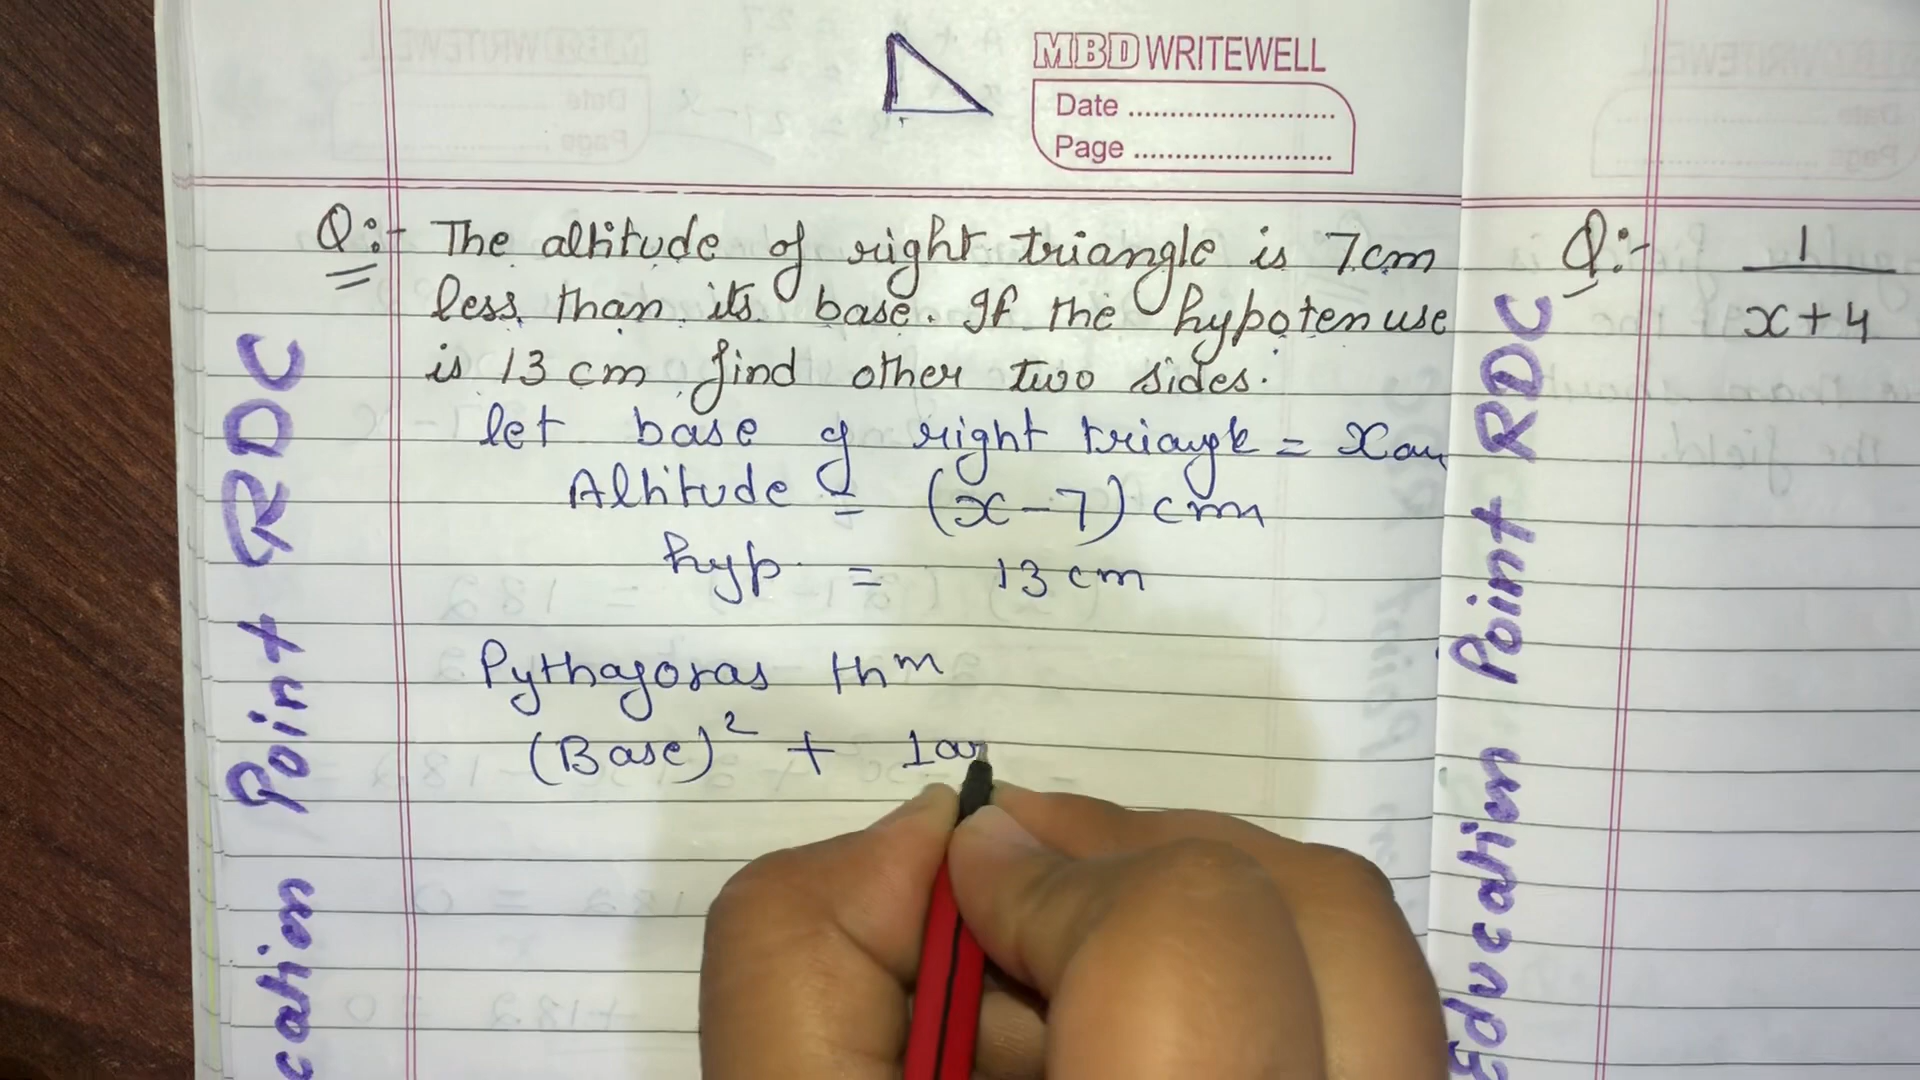 MBD WRITEWELL
Date
Page
Q:- The altitude of right triangle is 7cm
less than its base. If the hypotenuse
is 13 cm find other two sides.
let base of right triangle = x cm
Altitude = (x-7) cm
hyp = 13 cm
Pythagoras thm
(Base)² +
cation Point RDC
Q:- 1
x+4
Education Point RDC